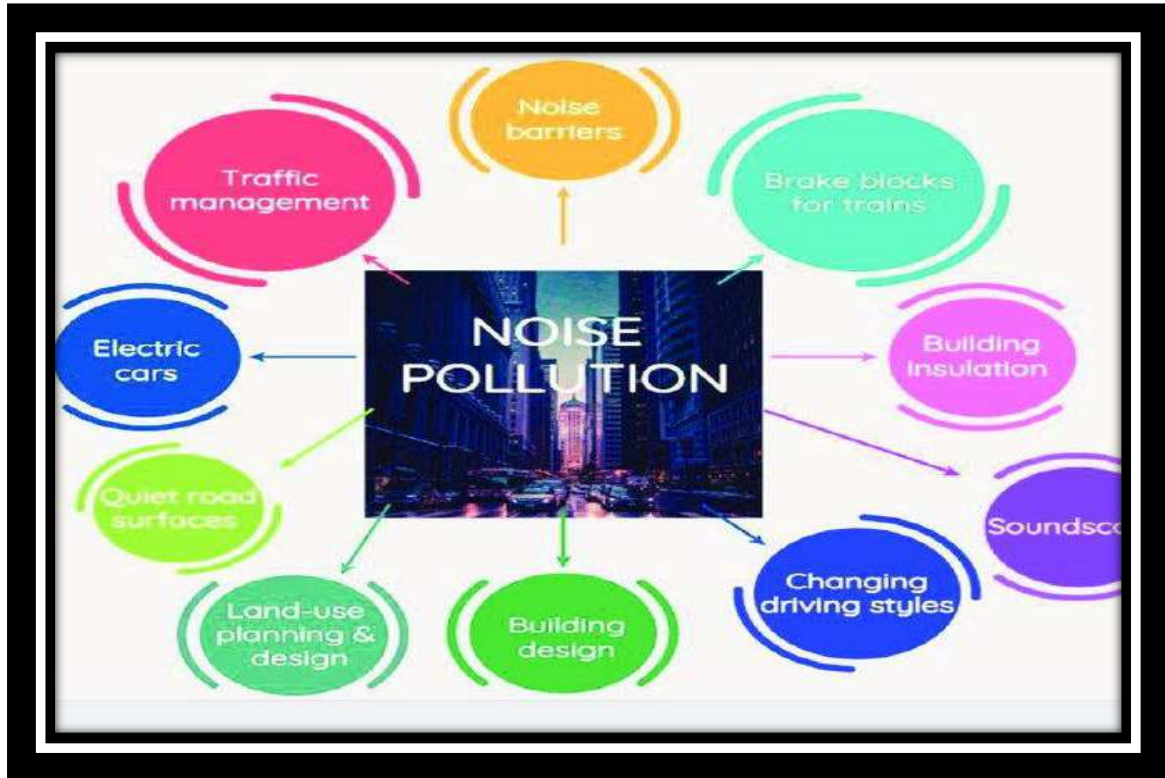 Noise
barriers
Traffic
management
Brake blocks
for trains
NOISE
POLLUTION
Electric
cars
Building
Insulation
Quiet road
surfaces
Changing
driving styles
Land-use
planning &
design
Building
design